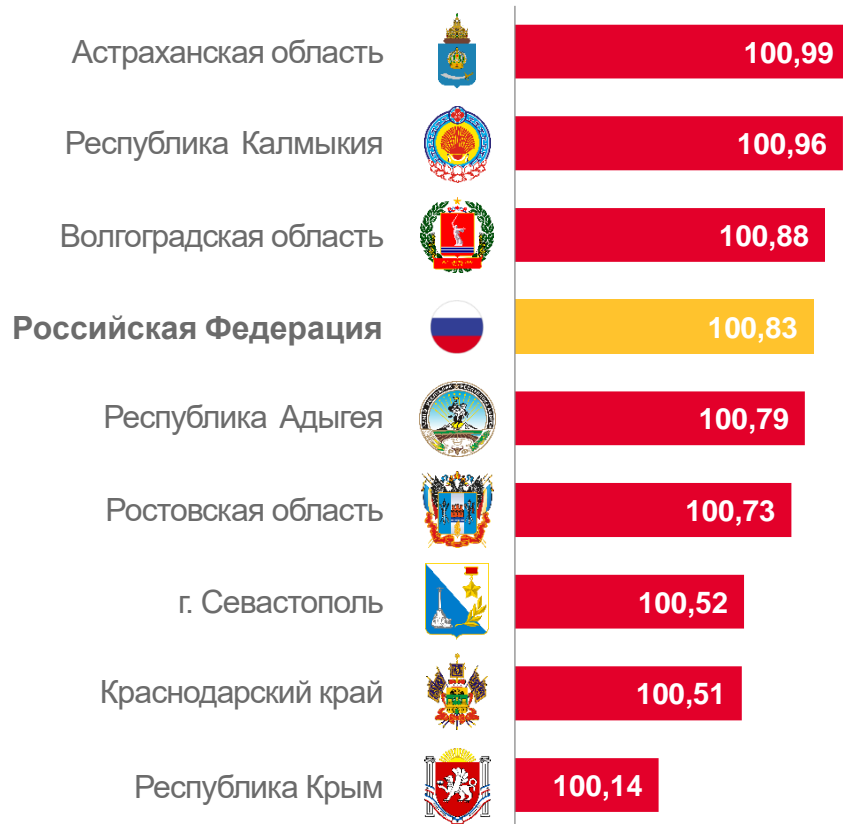 Астраханская область 100,99
Республика Калмыкия 100,96
Волгоградская область 100,88
Российская Федерация 100,83
Республика Адыгея 100,79
Ростовская область 100,73
г. Севастополь 100,52
Краснодарский край 100,51
Республика Крым 100,14